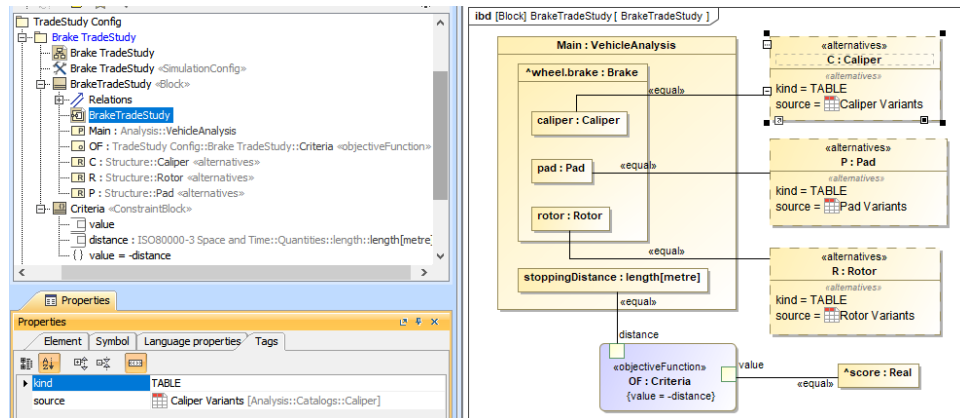 TradeStudy Config
Brake TradeStudy
Brake TradeStudy
Brake TradeStudy «SimulationConfig»
BrakeTradeStudy «Block»
Relations
BrakeTradeStudy
P Main : Analysis::VehicleAnalysis
o OF : TradeStudy Config::Brake TradeStudy::Criteria «objectiveFunction»
R C : Structure::Caliper «alternatives»
R R : Structure::Rotor «alternatives»
R P : Structure::Pad «alternatives»
Criteria «ConstraintBlock»
value
distance : ISO80000-3 Space and Time::Quantities::length::length[metre]
{} value = -distance
Properties
Properties
Element Symbol Language properties Tags
kind TABLE
source Caliper Variants [Analysis::Catalogs::Caliper]
ibd [Block] BrakeTradeStudy [ BrakeTradeStudy ]
Main : VehicleAnalysis
^wheel.brake : Brake
caliper : Caliper
pad : Pad
rotor : Rotor
stoppingDistance : length[metre]
«equal»
«equal»
«equal»
«equal»
«alternatives»
C : Caliper
«alternatives»
kind = TABLE
source = Caliper Variants
«alternatives»
P : Pad
«alternatives»
kind = TABLE
source = Pad Variants
«alternatives»
R : Rotor
«alternatives»
kind = TABLE
source = Rotor Variants
distance
«objectiveFunction»
OF : Criteria
{value = -distance}
value
«equal»
^score : Real